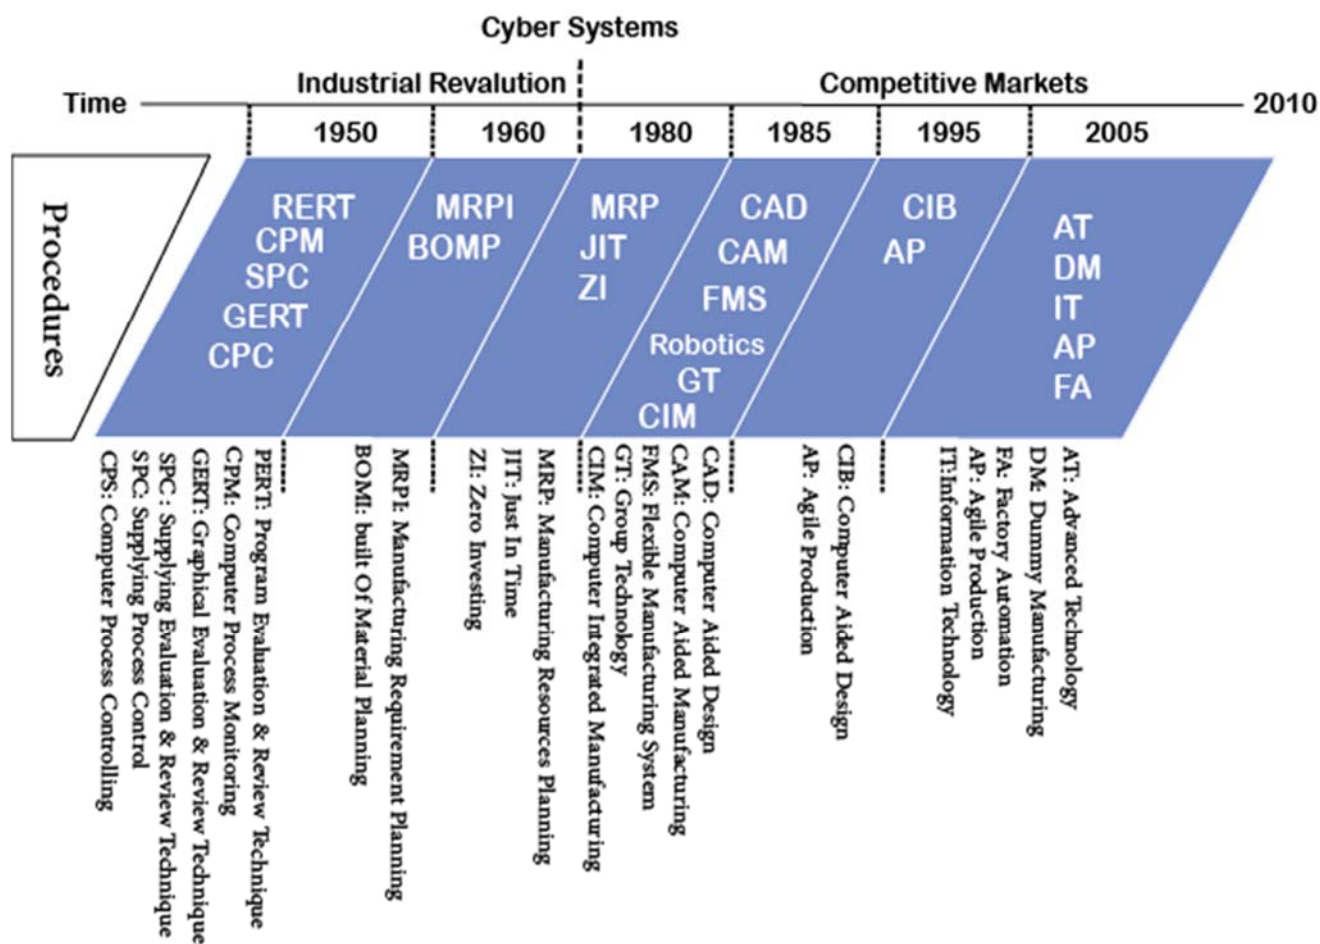 Cyber Systems
Industrial Revalution
Competitive Markets
Time
2010
1950
1960
1980
1985
1995
2005
Procedures
RERT
CPM
SPC
GERT
CPC
MRPI
BOMP
MRP
JIT
ZI
CAD
CAM
FMS
Robotics
GT
CIM
CIB
AP
AT
DM
IT
AP
FA
CPS: Computer Process Controlling
SPC: Supplying Process Control
SPC : Supplying Evaluation & Review Technique
GERT: Graphical Evaluation & Review Technique
CPM: Computer Process Monitoring
PERT: Program Evaluation & Review Technique
BOMI: built Of Material Planning
MRPI: Manufacturing Requirement Planning
ZI: Zero Investing
JIT: Just In Time
MRP: Manufacturing Resources Planning
CIM: Computer Integrated Manufacturing
GT: Group Technology
FMS: Flexible Manufacturing System
CAM: Computer Aided Manufacturing
CAD: Computer Aided Design
AP: Agile Production
CIB: Computer Aided Design
IT:Information Technology
AP: Agile Production
FA: Factory Automation
DM: Dummy Manufacturing
AT: Advanced Technology